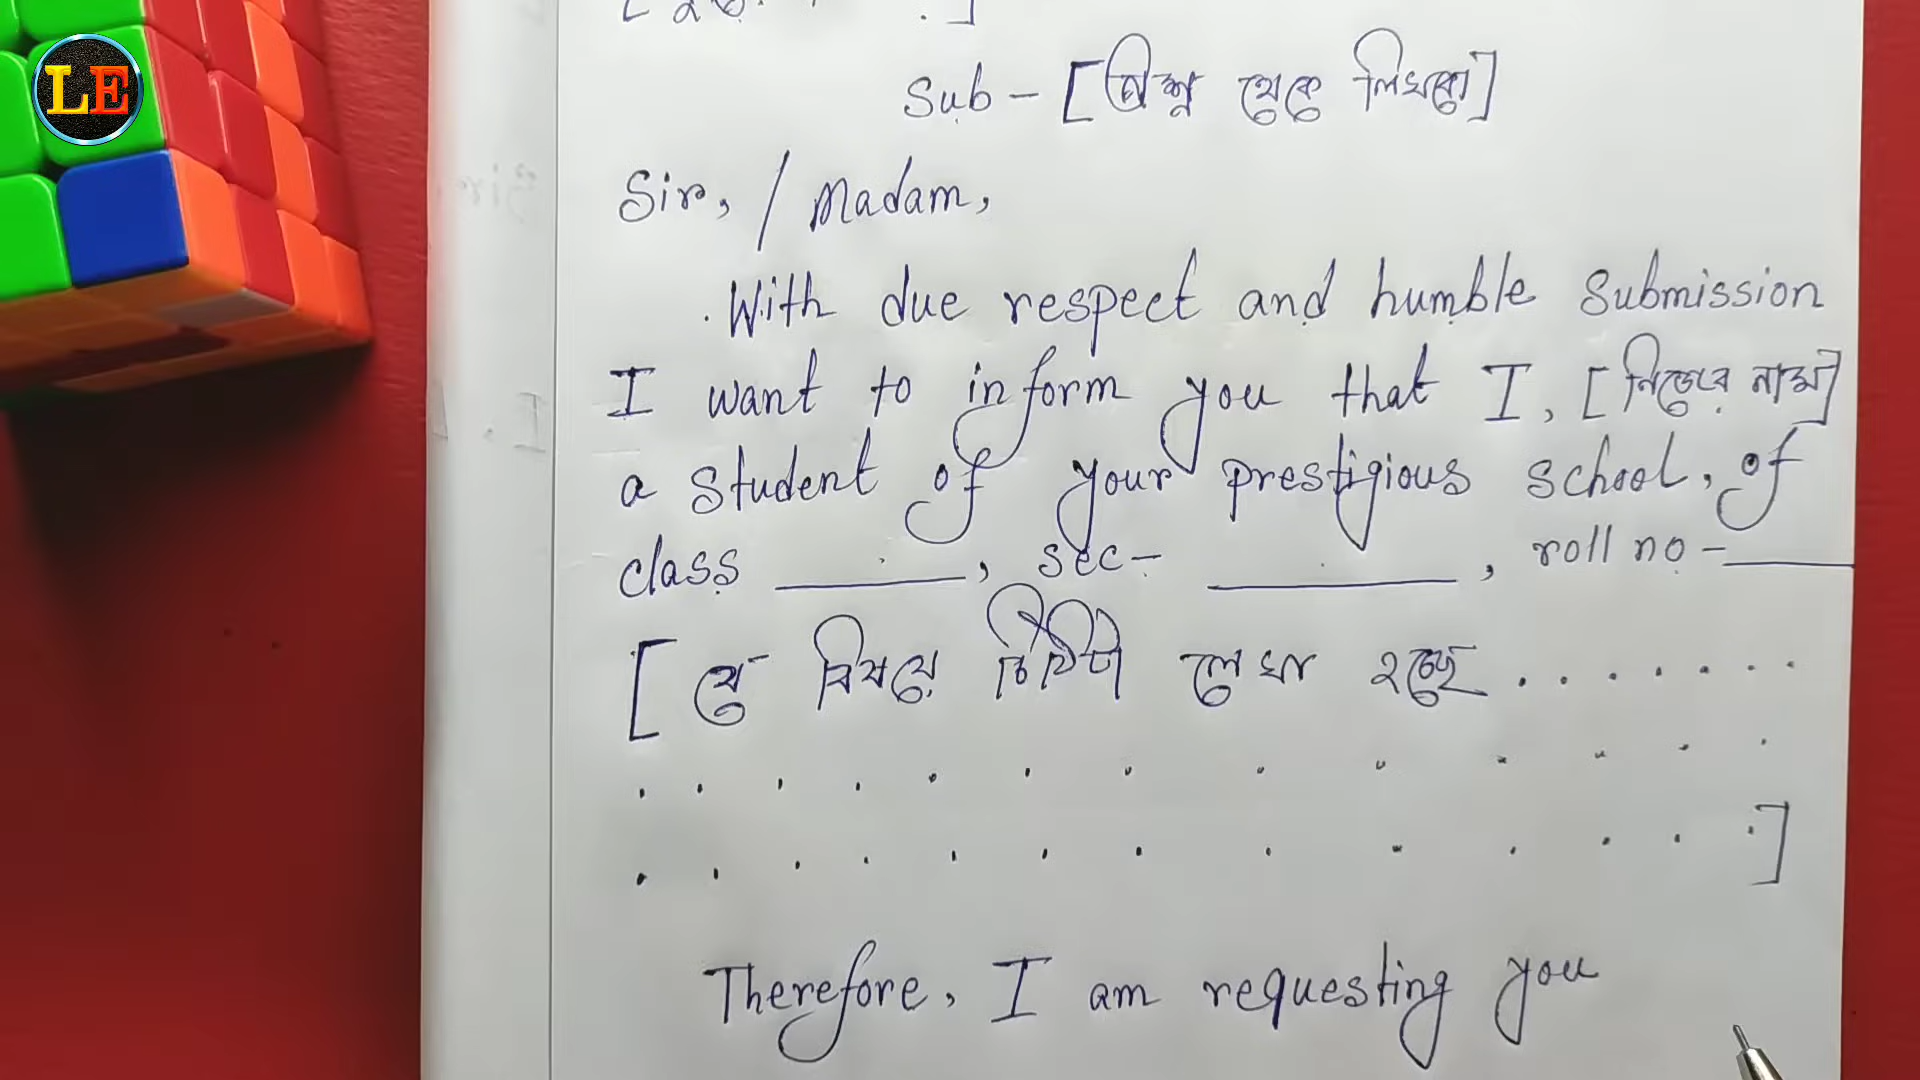 LE
Sub - [প্রশ্ন থেকে লিখবো]
Sir, / Madam,
With due respect and humble submission
I want to inform you that I, [নিজের নাম]
a student of your prestigious school, of
class ______, sec- ______, roll no - ______
[যে বিষয়ে চিঠিটা লেখা হচ্ছে . . . . . . .
. . . . . . . . . . . . .
. . . . . . . . . . . . .]
Therefore, I am requesting you